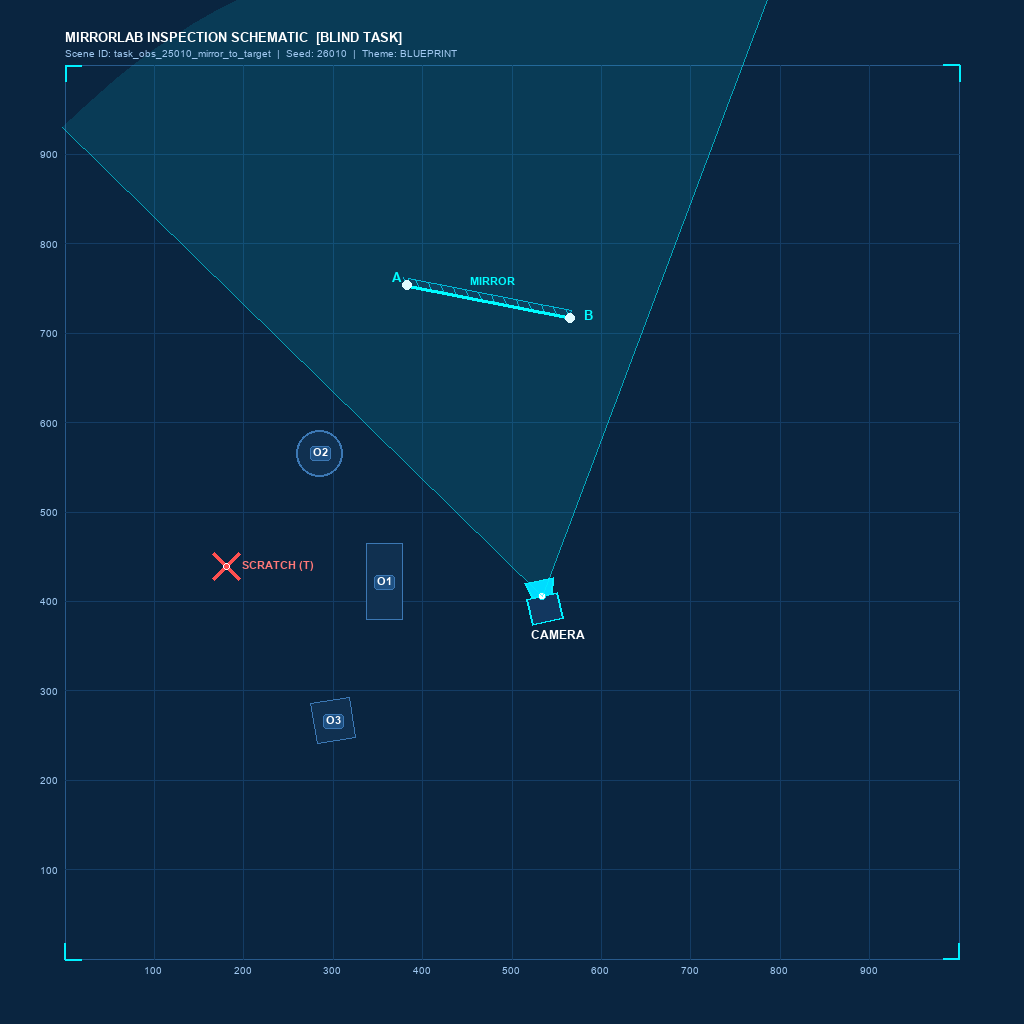 MIRRORLAB INSPECTION SCHEMATIC [BLIND TASK]
Scene ID: task_obs_25010_mirror_to_target | Seed: 26010 | Theme: BLUEPRINT
900
800
A
MIRROR
B
700
600
O2
500
SCRATCH (T)
O1
400
CAMERA
300
O3
200
100
100 200 300 400 500 600 700 800 900